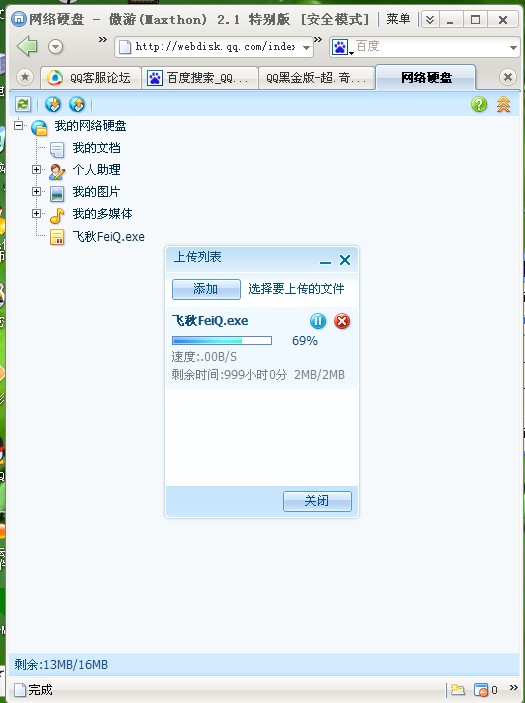 网络硬盘 - 傲游(Maxthon) 2.1 特别版 [安全模式] 菜单
http://webdisk.qq.com/index 百度
QQ客服论坛 百度搜索_QQ... QQ黑金版-超.奇... 网络硬盘
我的网络硬盘
我的文档
个人助理
我的图片
我的多媒体
飞秋FeiQ.exe
上传列表
添加 选择要上传的文件
飞秋FeiQ.exe
69%
速度:.00B/S
剩余时间:999小时0分 2MB/2MB
关闭
剩余:13MB/16MB
完成 0